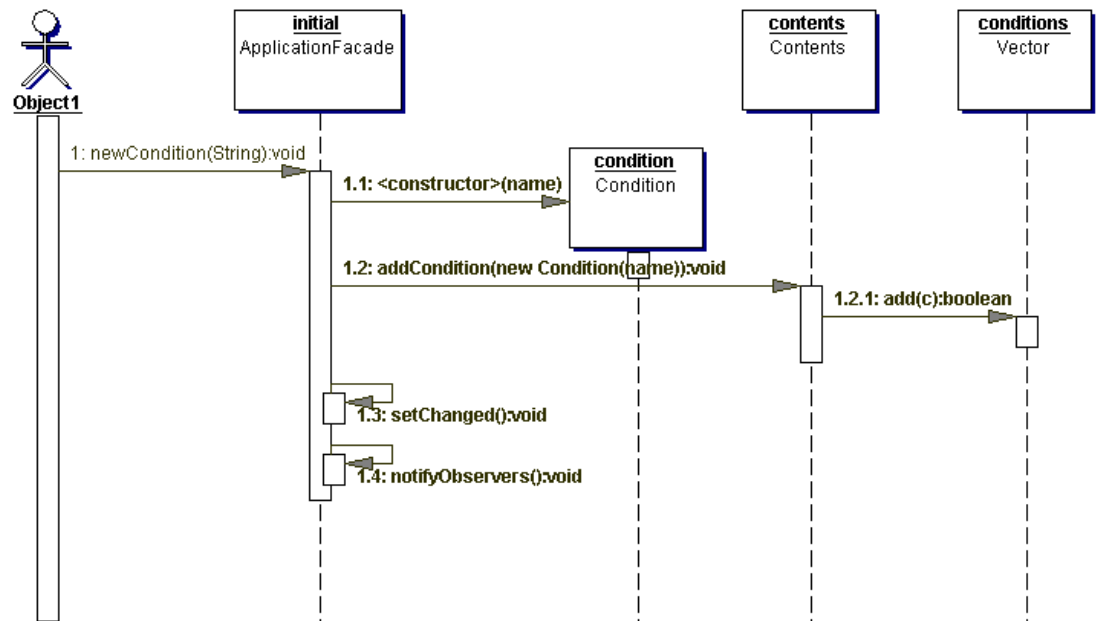 initial
ApplicationFacade
contents
Contents
conditions
Vector
Object1
1: newCondition(String):void
condition
Condition
1.1: <constructor>(name)
1.2: addCondition(new Condition(name)):void
1.2.1: add(c):boolean
1.3: setChanged():void
1.4: notifyObservers():void